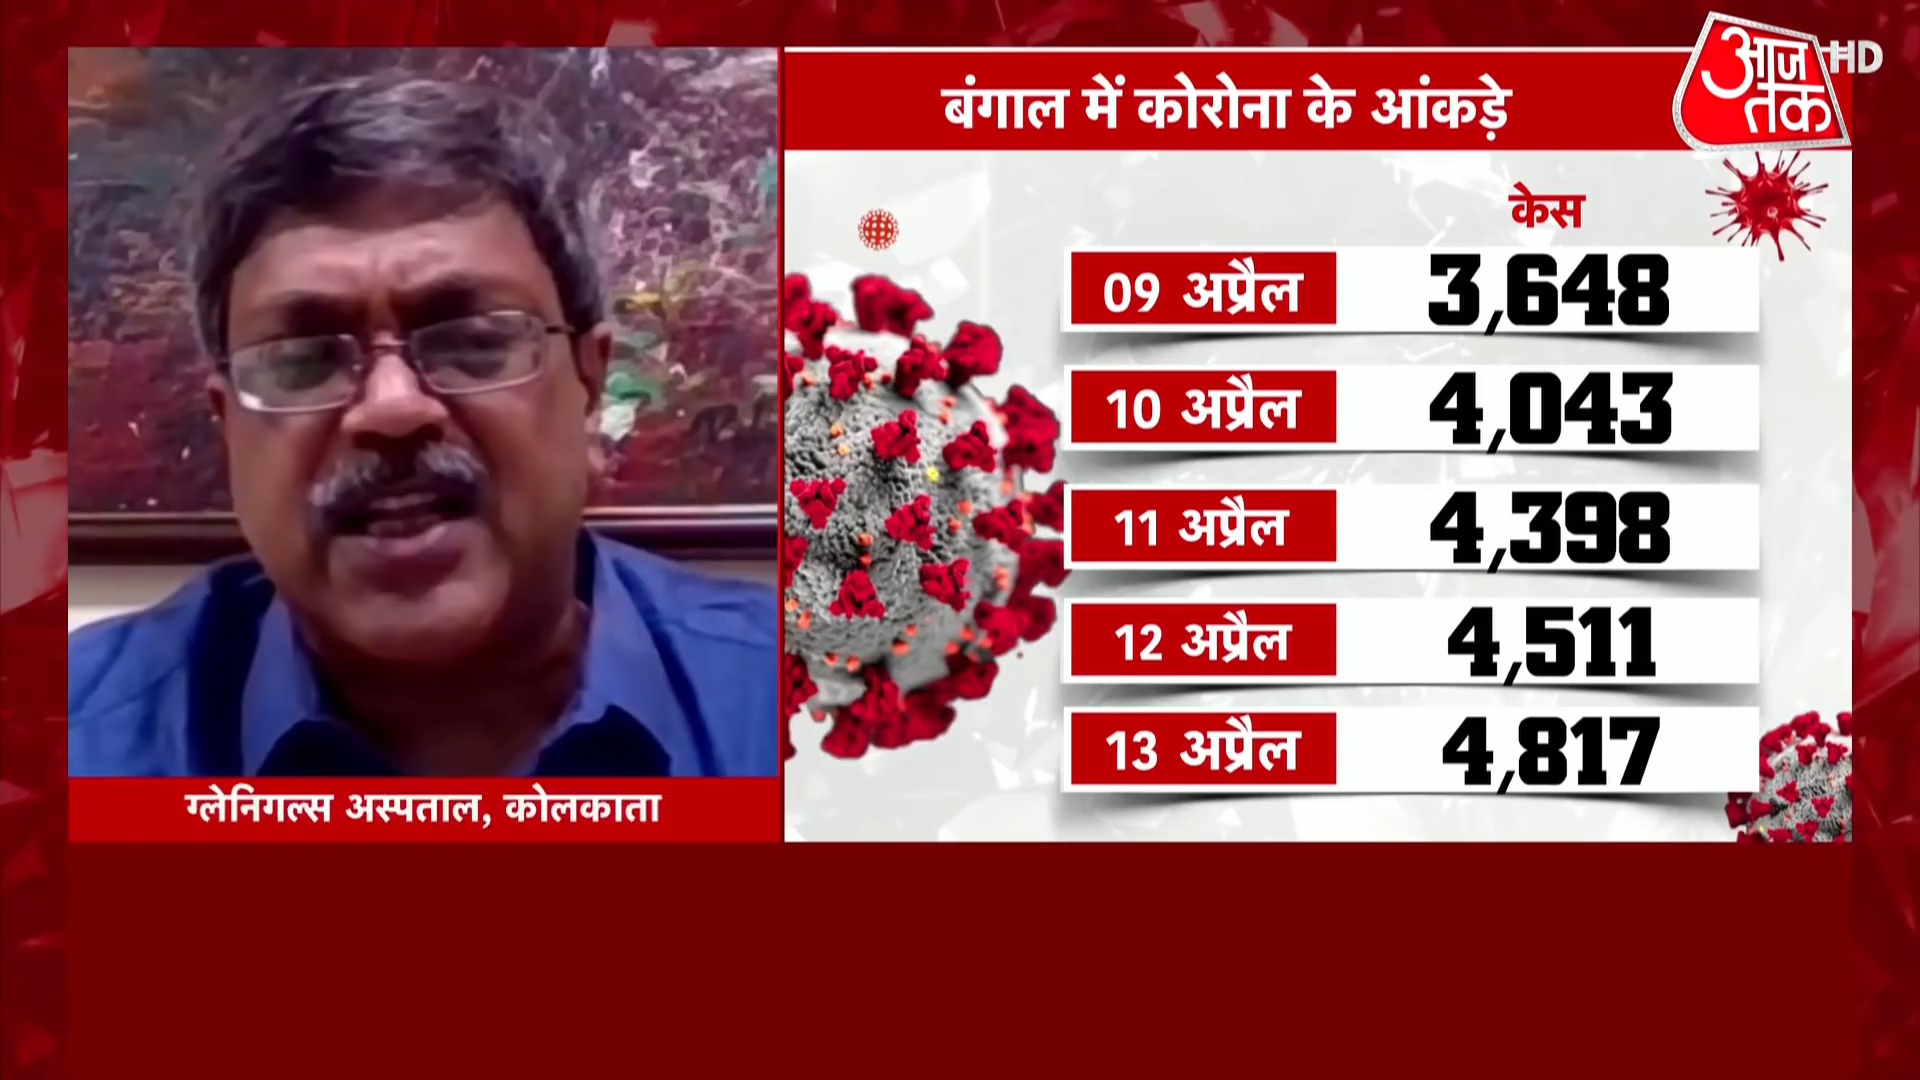 आज
तक
HD
बंगाल में कोरोना के आंकड़े
केस
09 अप्रैल 3,648
10 अप्रैल 4,043
11 अप्रैल 4,398
12 अप्रैल 4,511
13 अप्रैल 4,817
ग्लेनिगल्स अस्पताल, कोलकाता